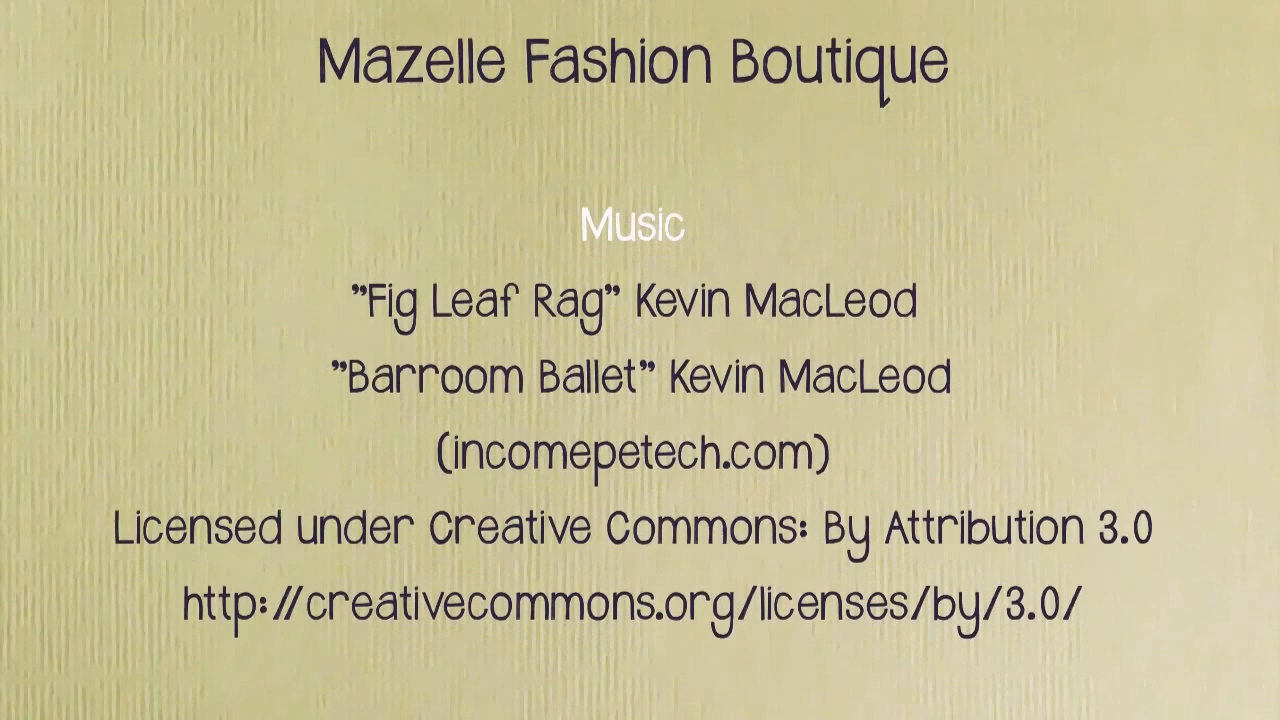 Mazelle Fashion Boutique
Music
"Fig Leaf Rag" Kevin MacLeod
"Barroom Ballet" Kevin MacLeod
(incomepetech.com)
Licensed under Creative Commons: By Attribution 3.0
http://creativecommons.org/licenses/by/3.0/